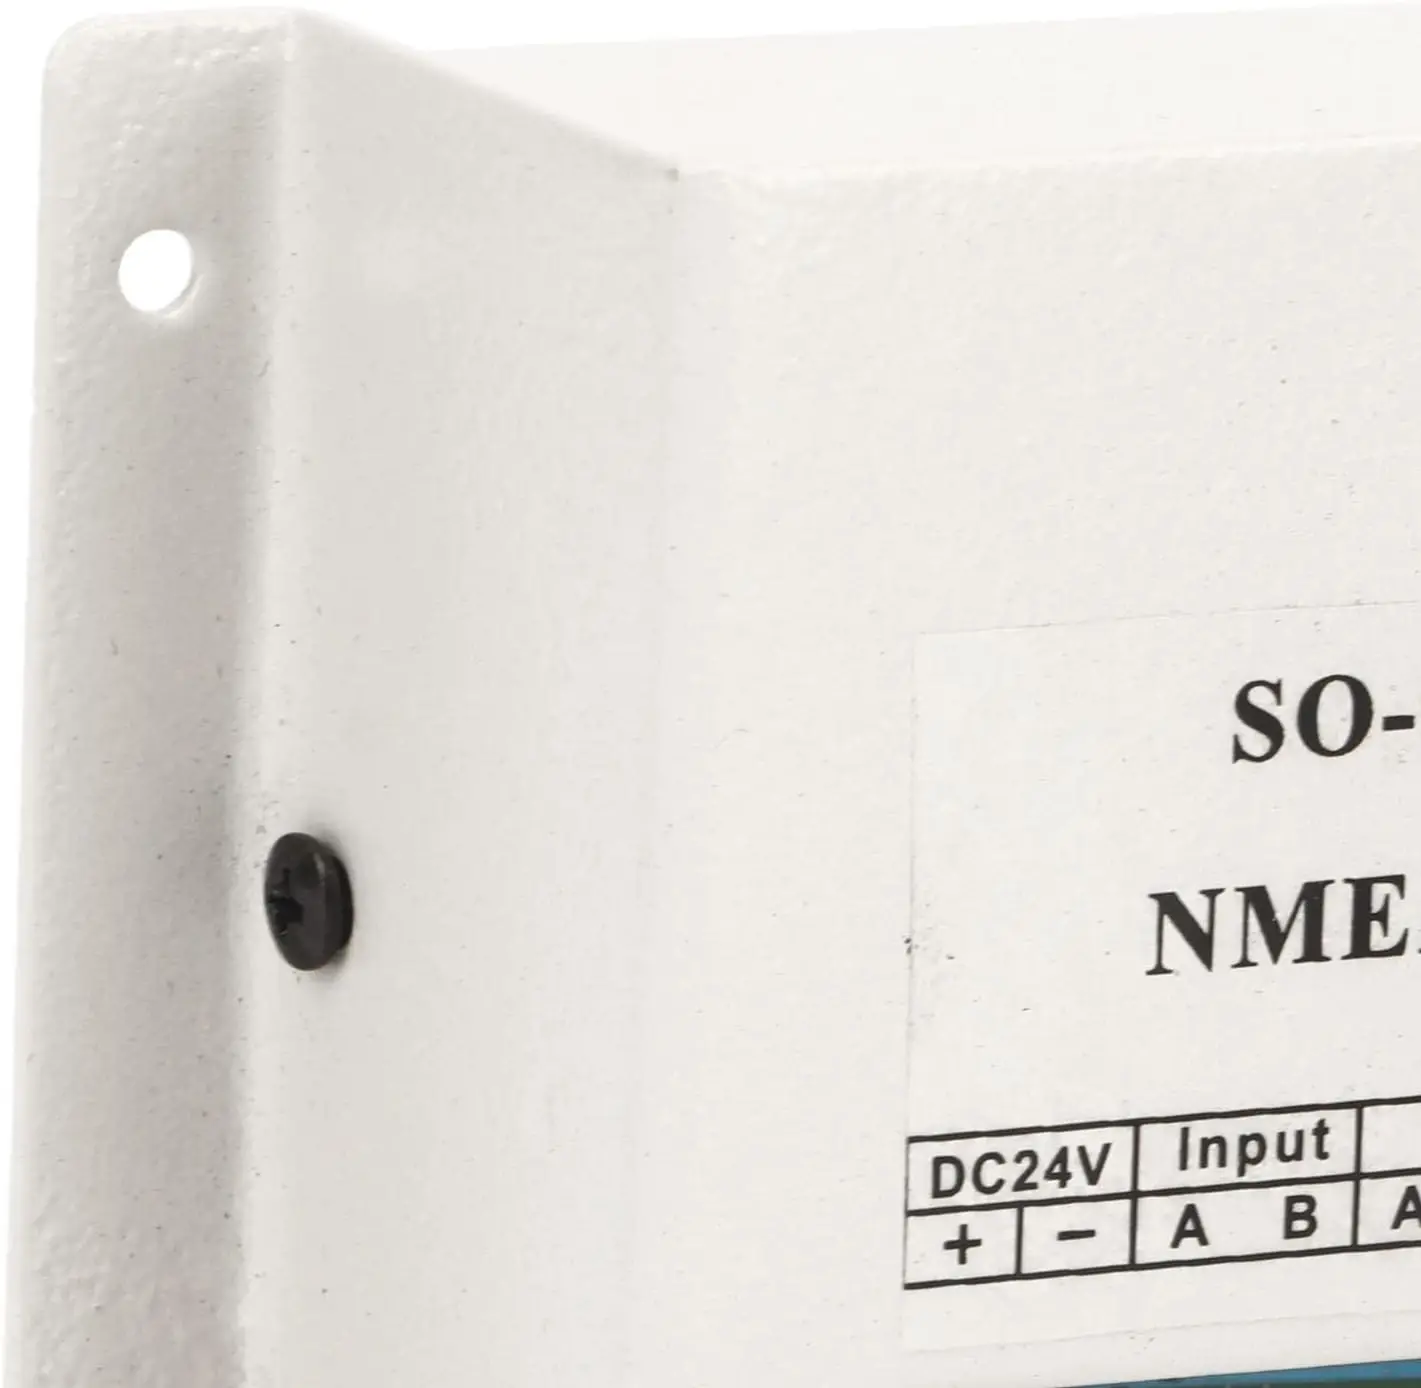 SO-
NME
DC24V Input
+ − A B A